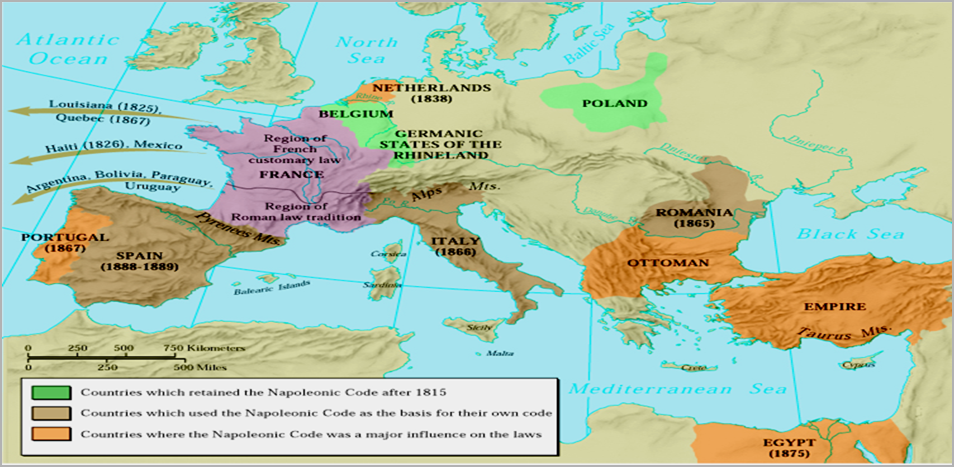 Atlantic
Ocean
North
Sea
Baltic Sea
NETHERLANDS
(1838)
Rhine
Louisiana (1825),
Quebec (1867)
BELGIUM
POLAND
GERMANIC
STATES OF THE
RHINELAND
Region of
French
customary law
FRANCE
Haiti (1826), Mexico
Dniester R.
Dnieper R.
Argentina, Bolivia, Paraguay,
Uruguay
Alps Mts.
Region of
Roman law tradition
Pyrenees Mts.
PORTUGAL
(1867)
SPAIN
(1888-1889)
ITALY
(1866)
ROMANIA
(1865)
Black Sea
Corsica
Sardinia
Balearic Islands
OTTOMAN
EMPIRE
Taurus Mts.
Sicily
Malta
Crete
Cyprus
0 250 500 750 Kilometers
0 250 500 Miles
Mediterranean Sea
Countries which retained the Napoleonic Code after 1815
Countries which used the Napoleonic Code as the basis for their own code
Countries where the Napoleonic Code was a major influence on the laws
EGYPT
(1875)